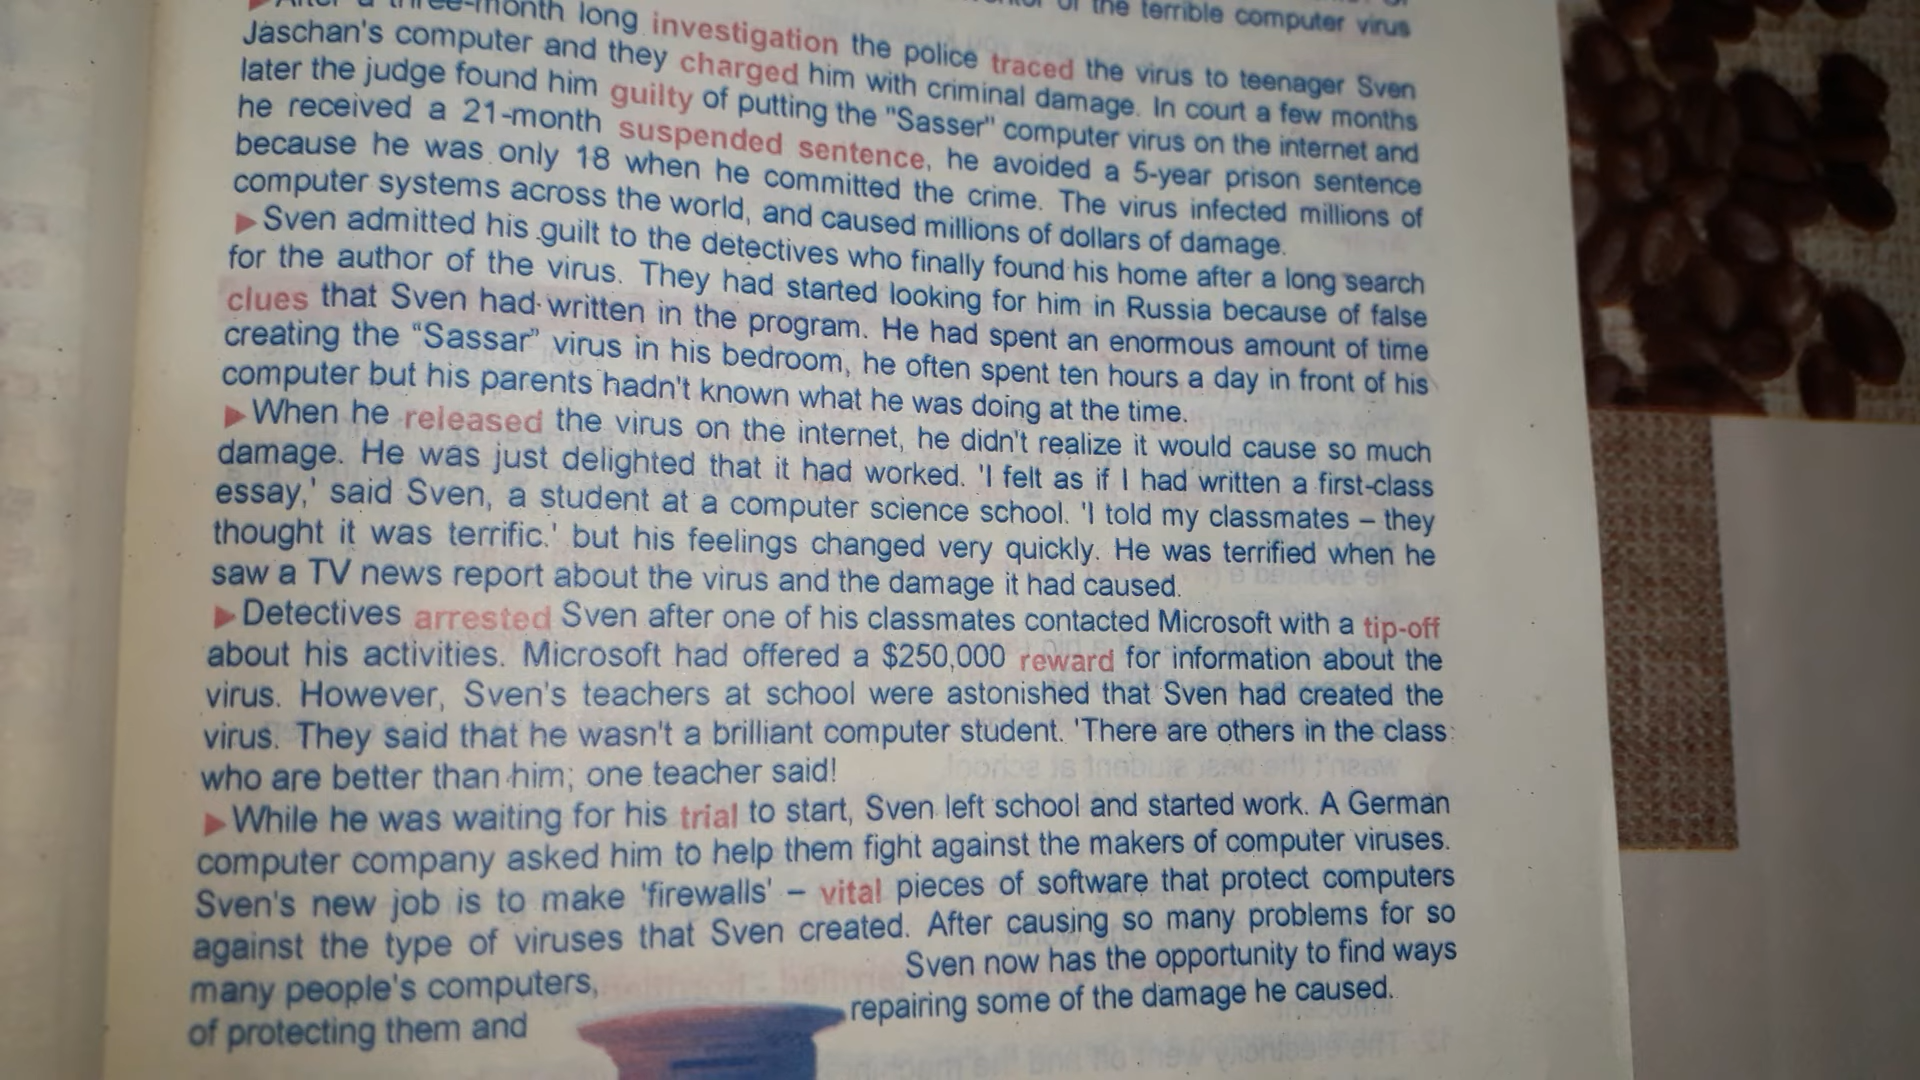 of the terrible computer virus
▶After a three-month long investigation the police traced the virus to teenager Sven
Jaschan's computer and they charged him with criminal damage. In court a few months
later the judge found him guilty of putting the "Sasser" computer virus on the internet and
he received a 21-month suspended sentence, he avoided a 5-year prison sentence
because he was only 18 when he committed the crime. The virus infected millions of
computer systems across the world, and caused millions of dollars of damage.
▶Sven admitted his guilt to the detectives who finally found his home after a long search
for the author of the virus. They had started looking for him in Russia because of false
clues that Sven had written in the program. He had spent an enormous amount of time
creating the “Sassar” virus in his bedroom, he often spent ten hours a day in front of his
computer but his parents hadn't known what he was doing at the time.
▶When he released the virus on the internet, he didn't realize it would cause so much
damage. He was just delighted that it had worked. 'I felt as if I had written a first-class
essay,' said Sven, a student at a computer science school. 'I told my classmates – they
thought it was terrific.' but his feelings changed very quickly. He was terrified when he
saw a TV news report about the virus and the damage it had caused.
▶Detectives arrested Sven after one of his classmates contacted Microsoft with a tip-off
about his activities. Microsoft had offered a $250,000 reward for information about the
virus. However, Sven's teachers at school were astonished that Sven had created the
virus. They said that he wasn't a brilliant computer student. 'There are others in the class
who are better than him; one teacher said!
▶While he was waiting for his trial to start, Sven left school and started work. A German
computer company asked him to help them fight against the makers of computer viruses.
Sven's new job is to make 'firewalls' – vital pieces of software that protect computers
against the type of viruses that Sven created. After causing so many problems for so
many people's computers, Sven now has the opportunity to find ways
of protecting them and repairing some of the damage he caused.